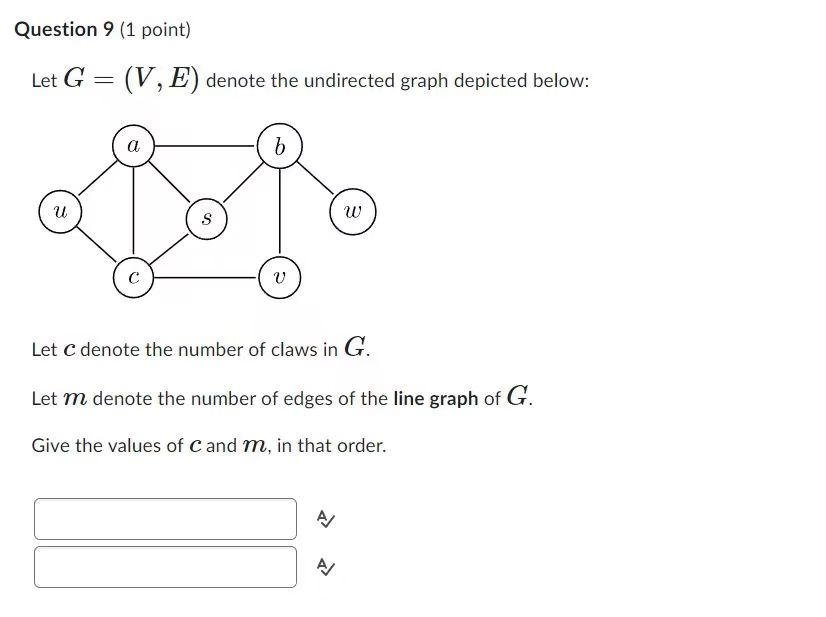 Question 9 (1 point)
Let G = (V, E) denote the undirected graph depicted below:
a
b
u
s
w
c
v
Let c denote the number of claws in G.
Let m denote the number of edges of the line graph of G.
Give the values of c and m, in that order.